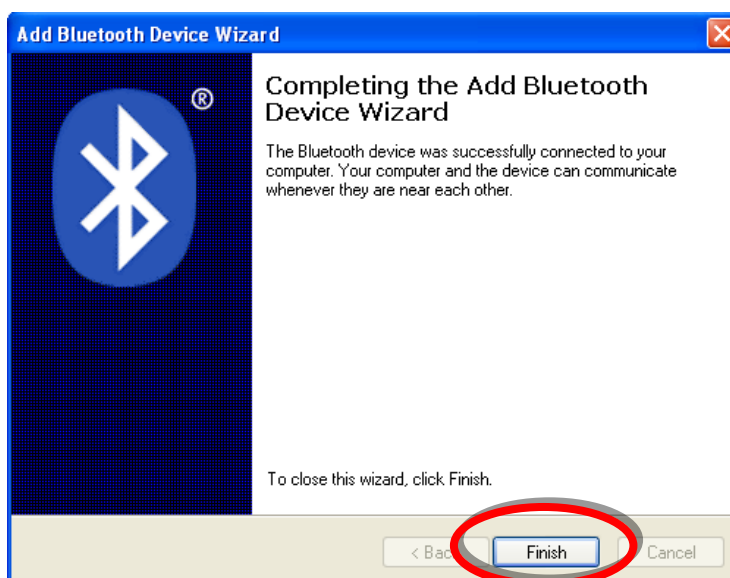 Add Bluetooth Device Wizard
®
Completing the Add Bluetooth
Device Wizard
The Bluetooth device was successfully connected to your
computer. Your computer and the device can communicate
whenever they are near each other.
To close this wizard, click Finish.
< Bac Finish Cancel